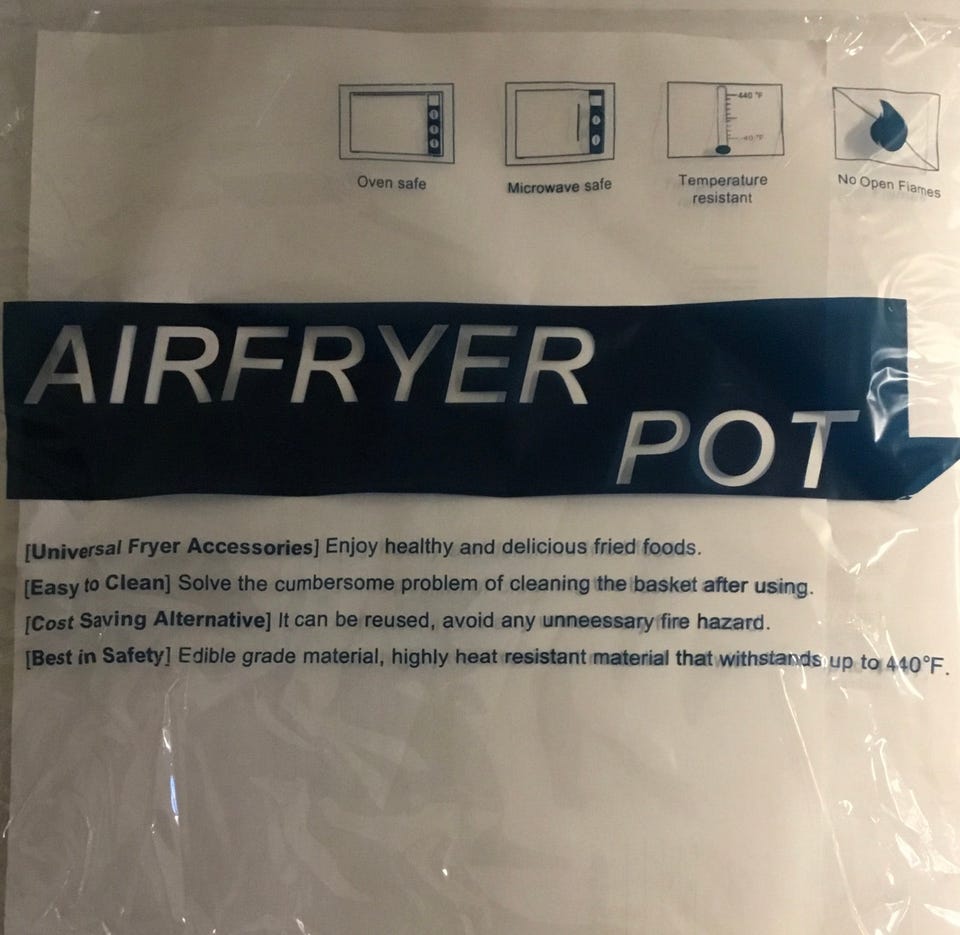 440 °F
-40 °F
Oven safe
Microwave safe
Temperature
resistant
No Open Flames
AIRFRYER
POT
[Universal Fryer Accessories] Enjoy healthy and delicious fried foods.
[Easy to Clean] Solve the cumbersome problem of cleaning the basket after using.
[Cost Saving Alternative] It can be reused, avoid any unneessary fire hazard.
[Best in Safety] Edible grade material, highly heat resistant material that withstands up to 440°F.